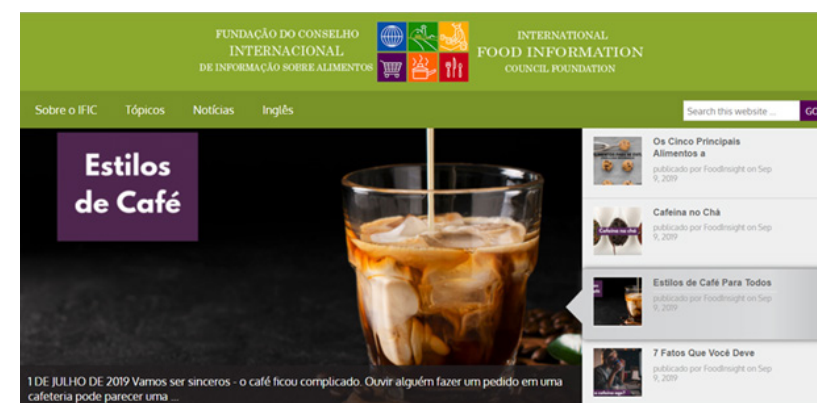 FUNDAÇÃO DO CONSELHO
INTERNACIONAL
DE INFORMAÇÃO SOBRE ALIMENTOS
INTERNATIONAL
FOOD INFORMATION
COUNCIL FOUNDATION
Sobre o IFIC
Tópicos
Notícias
Inglês
Search this website ...
GO
Estilos
de Café
1 DE JULHO DE 2019 Vamos ser sinceros - o café ficou complicado. Ouvir alguém fazer um pedido em uma
cafeteria pode parecer uma ...
Os Cinco Principais
Alimentos a
publicado por FoodInsight on Sep
9, 2019
Cafeína no chá
Cafeína no Chá
publicado por FoodInsight on Sep
9, 2019
Estilos de Café Para Todos
publicado por FoodInsight on Sep
9, 2019
7 Fatos Que Você Deve
publicado por FoodInsight on Sep
9, 2019